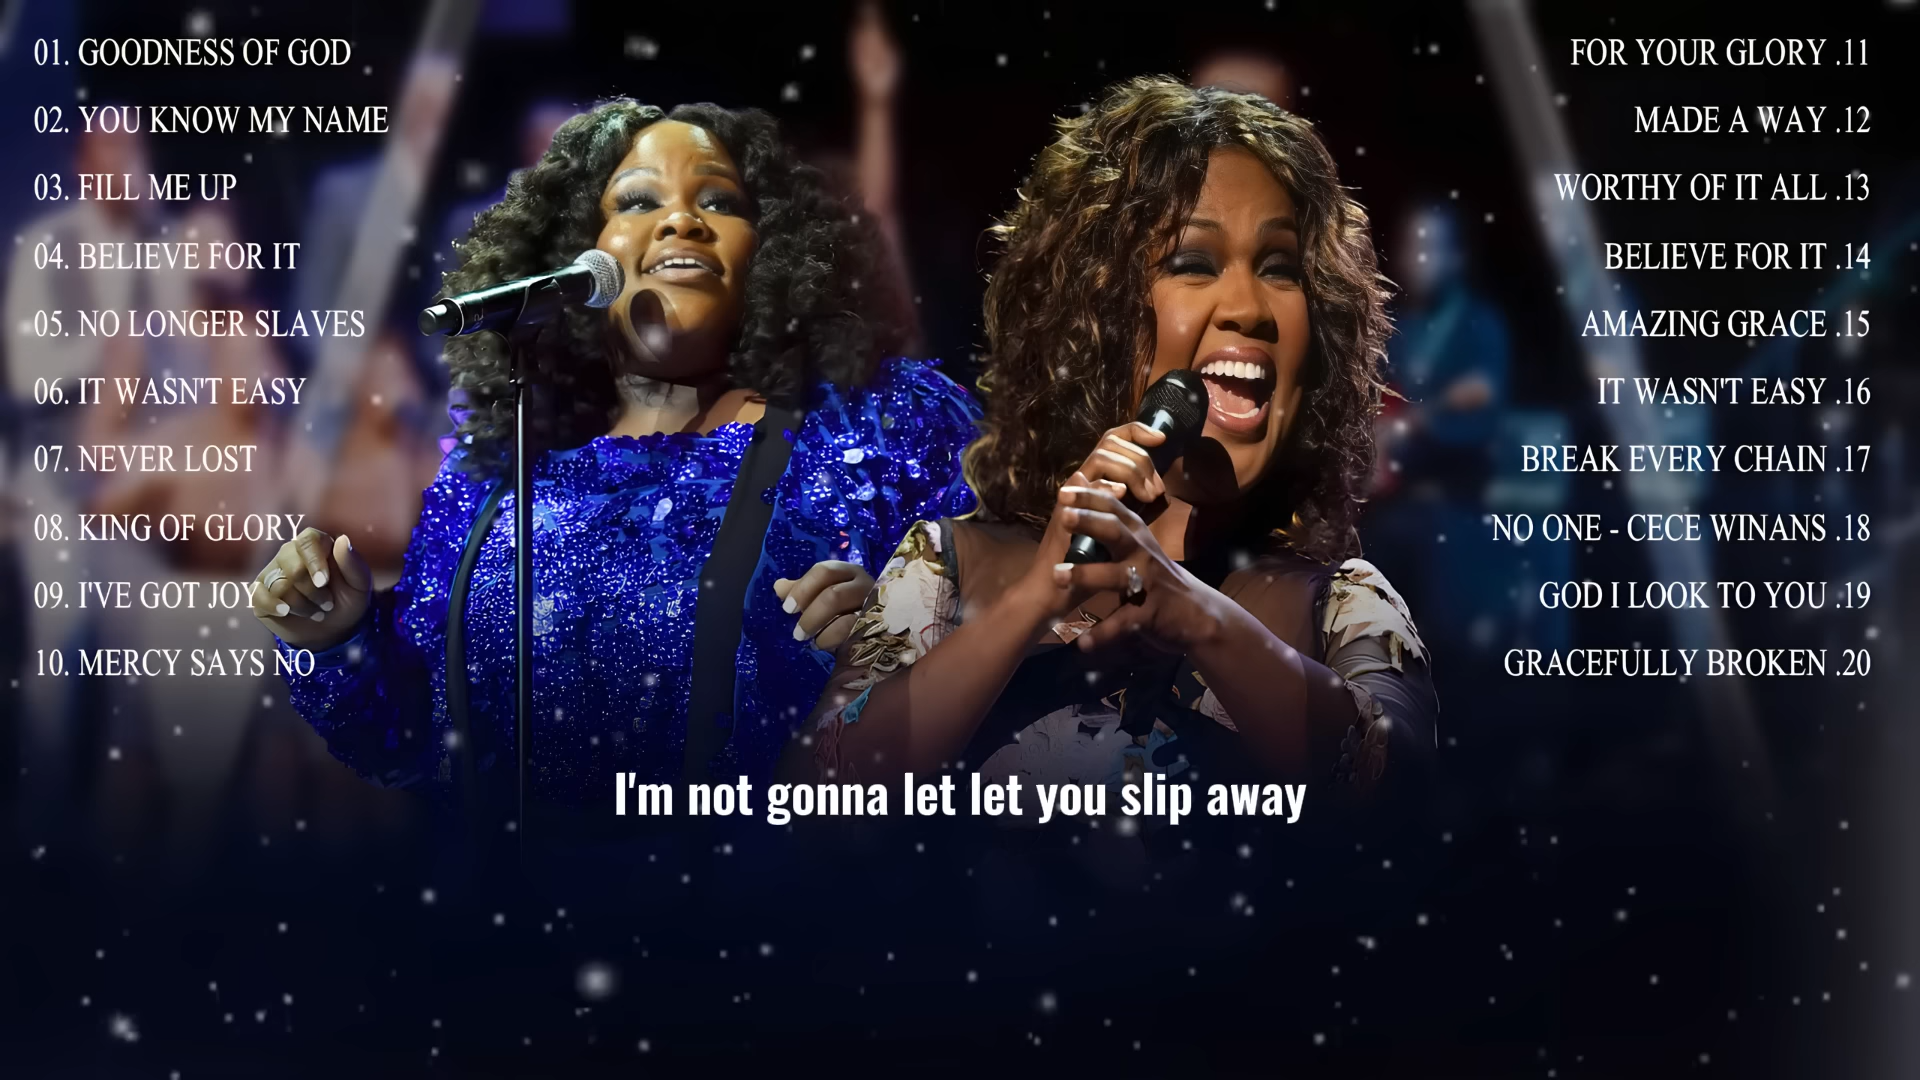 01. GOODNESS OF GOD
02. YOU KNOW MY NAME
03. FILL ME UP
04. BELIEVE FOR IT
05. NO LONGER SLAVES
06. IT WASN'T EASY
07. NEVER LOST
08. KING OF GLORY
09. I'VE GOT JOY
10. MERCY SAYS NO
FOR YOUR GLORY .11
MADE A WAY .12
WORTHY OF IT ALL .13
BELIEVE FOR IT .14
AMAZING GRACE .15
IT WASN'T EASY .16
BREAK EVERY CHAIN .17
NO ONE - CECE WINANS .18
GOD I LOOK TO YOU .19
GRACEFULLY BROKEN .20
I'm not gonna let let you slip away